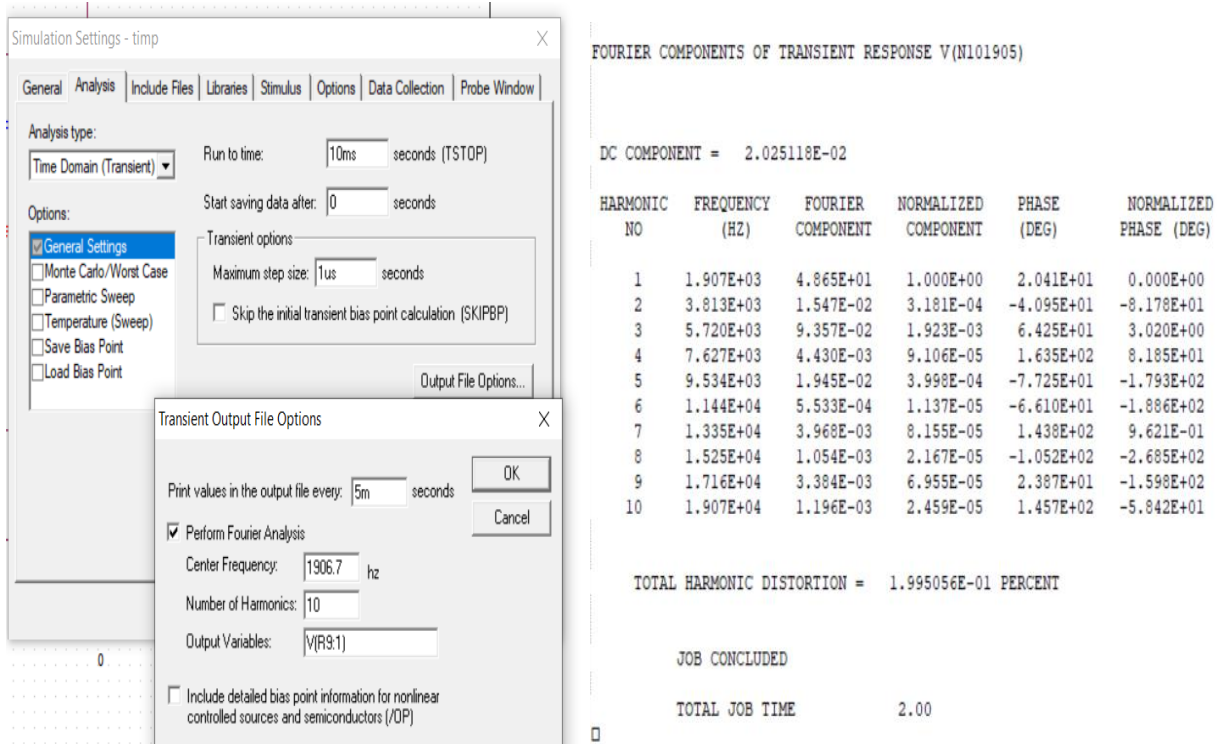 Simulation Settings - timp
General Analysis Include Files Libraries Stimulus Options Data Collection Probe Window
Analysis type:
Time Domain (Transient)
Options:
General Settings
Monte Carlo/Worst Case
Parametric Sweep
Temperature (Sweep)
Save Bias Point
Load Bias Point
Run to time: 10ms seconds (TSTOP)
Start saving data after: 0 seconds
Transient options
Maximum step size: 1us seconds
Skip the initial transient bias point calculation (SKIPBP)
Output File Options...
Transient Output File Options
Print values in the output file every: 5m seconds
OK
Cancel
Perform Fourier Analysis
Center Frequency: 1906.7 hz
Number of Harmonics: 10
Output Variables: V(R9:1)
Include detailed bias point information for nonlinear
controlled sources and semiconductors (/OP)
0
FOURIER COMPONENTS OF TRANSIENT RESPONSE V(N101905)
DC COMPONENT = 2.025118E-02
HARMONIC FREQUENCY FOURIER NORMALIZED PHASE NORMALIZED
NO (HZ) COMPONENT COMPONENT (DEG) PHASE (DEG)
1 1.907E+03 4.865E+01 1.000E+00 2.041E+01 0.000E+00
2 3.813E+03 1.547E-02 3.181E-04 -4.095E+01 -8.178E+01
3 5.720E+03 9.357E-02 1.923E-03 6.425E+01 3.020E+00
4 7.627E+03 4.430E-03 9.106E-05 1.635E+02 8.185E+01
5 9.534E+03 1.945E-02 3.998E-04 -7.725E+01 -1.793E+02
6 1.144E+04 5.533E-04 1.137E-05 -6.610E+01 -1.886E+02
7 1.335E+04 3.968E-03 8.155E-05 1.438E+02 9.621E-01
8 1.525E+04 1.054E-03 2.167E-05 -1.052E+02 -2.685E+02
9 1.716E+04 3.384E-03 6.955E-05 2.387E+01 -1.598E+02
10 1.907E+04 1.196E-03 2.459E-05 1.457E+02 -5.842E+01
TOTAL HARMONIC DISTORTION = 1.995056E-01 PERCENT
JOB CONCLUDED
TOTAL JOB TIME 2.00